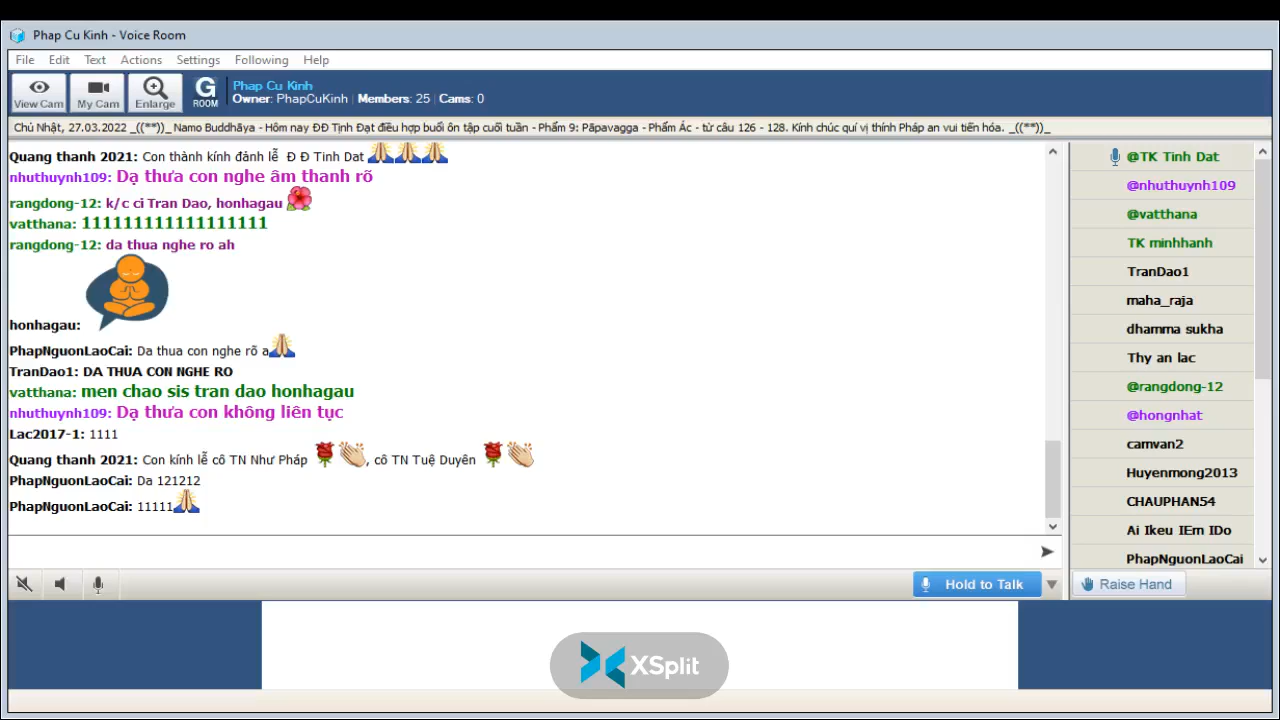 Phap Cu Kinh - Voice Room
File Edit Text Actions Settings Following Help
View Cam My Cam Enlarge G ROOM
Phap Cu Kinh
Owner: PhapCuKinh | Members: 25 | Cams: 0
Chủ Nhật, 27.03.2022 _((**))_ Namo Buddhāya - Hôm nay ĐĐ Tịnh Đạt điều hợp buổi ôn tập cuối tuần - Phẩm 9: Pāpavagga - Phẩm Ác - từ câu 126 - 128. Kính chúc quí vị thính Pháp an vui tiến hóa. _((**))_
Quang thanh 2021: Con thành kính đảnh lễ Đ Đ Tinh Dat
nhuthuynh109: Dạ thưa con nghe âm thanh rõ
rangdong-12: k/c ci Tran Dao, honhagau
vatthana: 1111111111111111111
rangdong-12: da thua nghe ro ah
honhagau:
PhapNguonLaoCai: Da thua con nghe rõ a
TranDao1: DA THUA CON NGHE RO
vatthana: men chao sis tran dao honhagau
nhuthuynh109: Dạ thưa con không liên tục
Lac2017-1: 1111
Quang thanh 2021: Con kính lễ cô TN Như Pháp , cô TN Tuệ Duyên
PhapNguonLaoCai: Da 121212
PhapNguonLaoCai: 11111
@TK Tinh Dat
@nhuthuynh109
@vatthana
TK minhhanh
TranDao1
maha_raja
dhamma sukha
Thy an lac
@rangdong-12
@hongnhat
camvan2
Huyenmong2013
CHAUPHAN54
Ai Ikeu IEm IDo
PhapNguonLaoCai
Hold to Talk
Raise Hand
XSplit